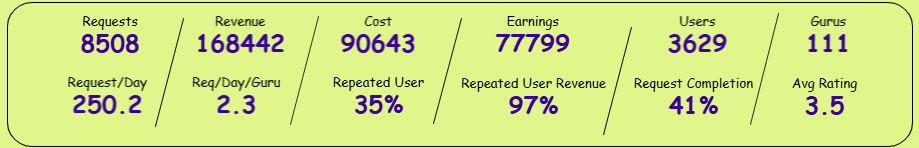 Requests Revenue Cost Earnings Users Gurus
8508 168442 90643 77799 3629 111
Request/Day Req/Day/Guru Repeated User Repeated User Revenue Request Completion Avg Rating
250.2 2.3 35% 97% 41% 3.5